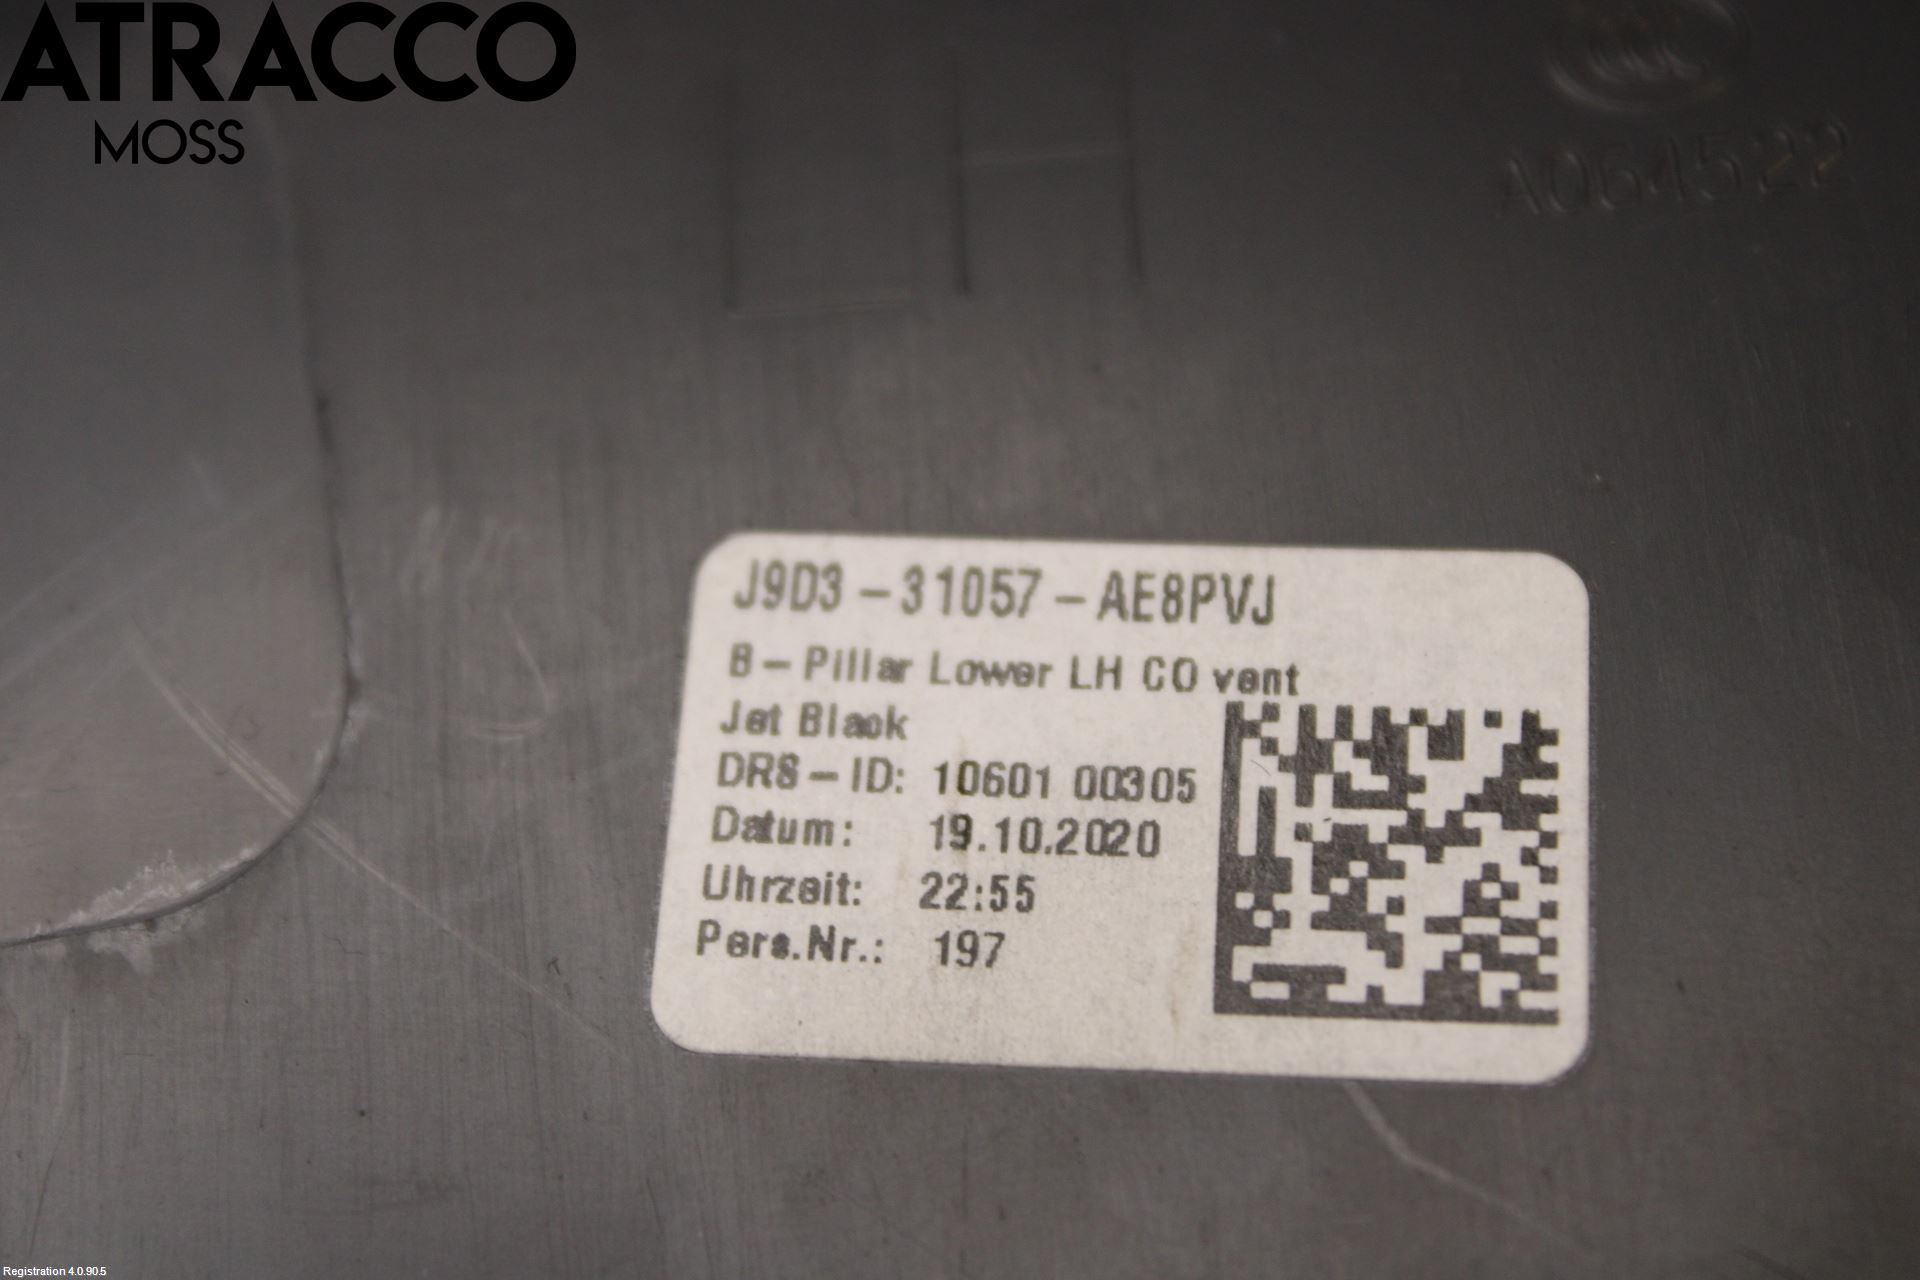 ATRACCO
MOSS
A064522
J9D3-31057-AE8PVJ
B-Pillar Lower LH CO vent
Jet Black
DRS-ID: 10601 00305
Datum: 19.10.2020
Uhrzeit: 22:55
Pers.Nr.: 197
Registration 4.0.90.5